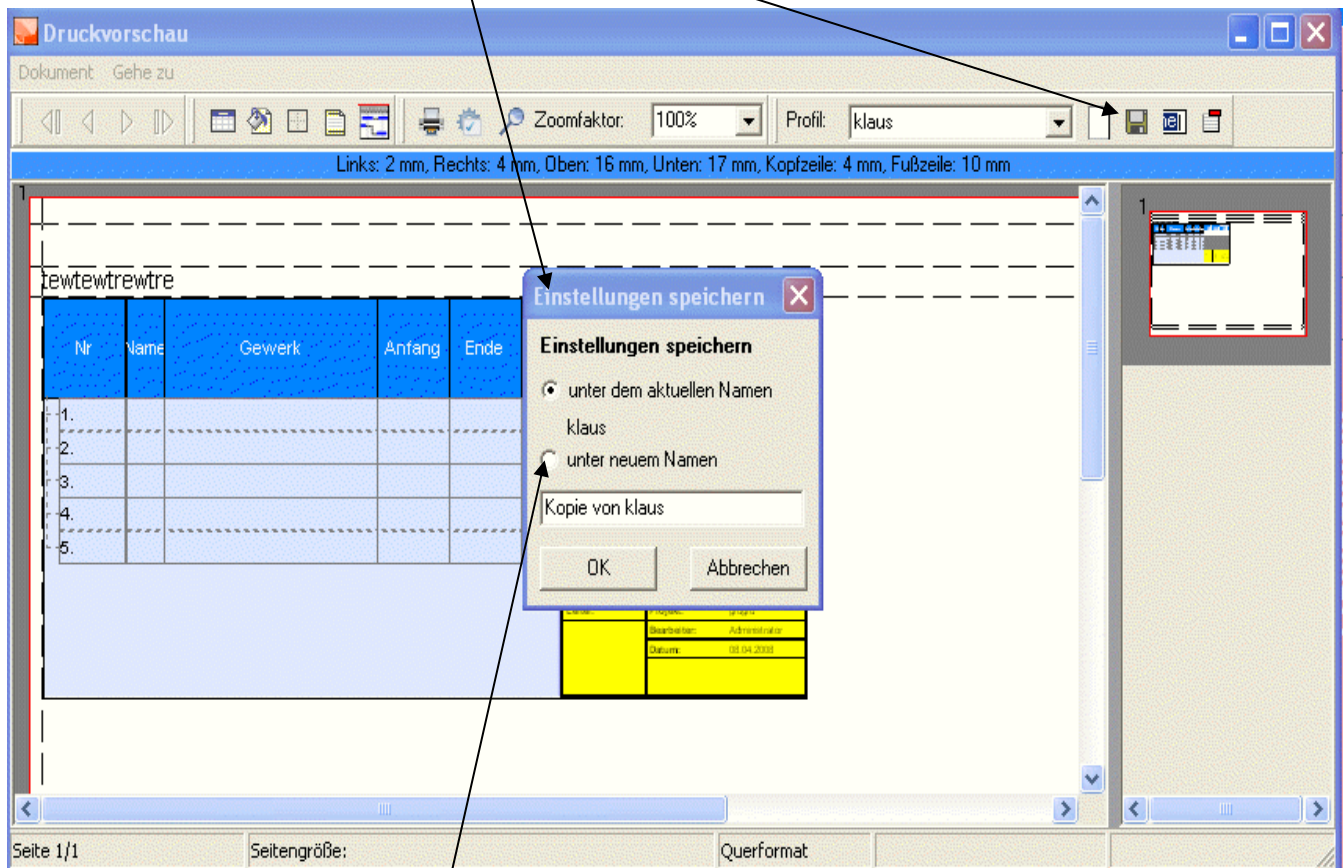 Druckvorschau
Dokument Gehe zu
Zoomfaktor: 100% Profil: klaus
Links: 2 mm, Rechts: 4 mm, Oben: 16 mm, Unten: 17 mm, Kopfzeile: 4 mm, Fußzeile: 10 mm
1
1
tewtewtrewtre
Nr Name Gewerk Anfang Ende
1.
2.
3.
4.
5.
Einstellungen speichern
Einstellungen speichern
unter dem aktuellen Namen
klaus
unter neuem Namen
Kopie von klaus
OK Abbrechen
Bearbeiter: Administrator
Datum: 08.04.2008
Seite 1/1 Seitengröße: Querformat